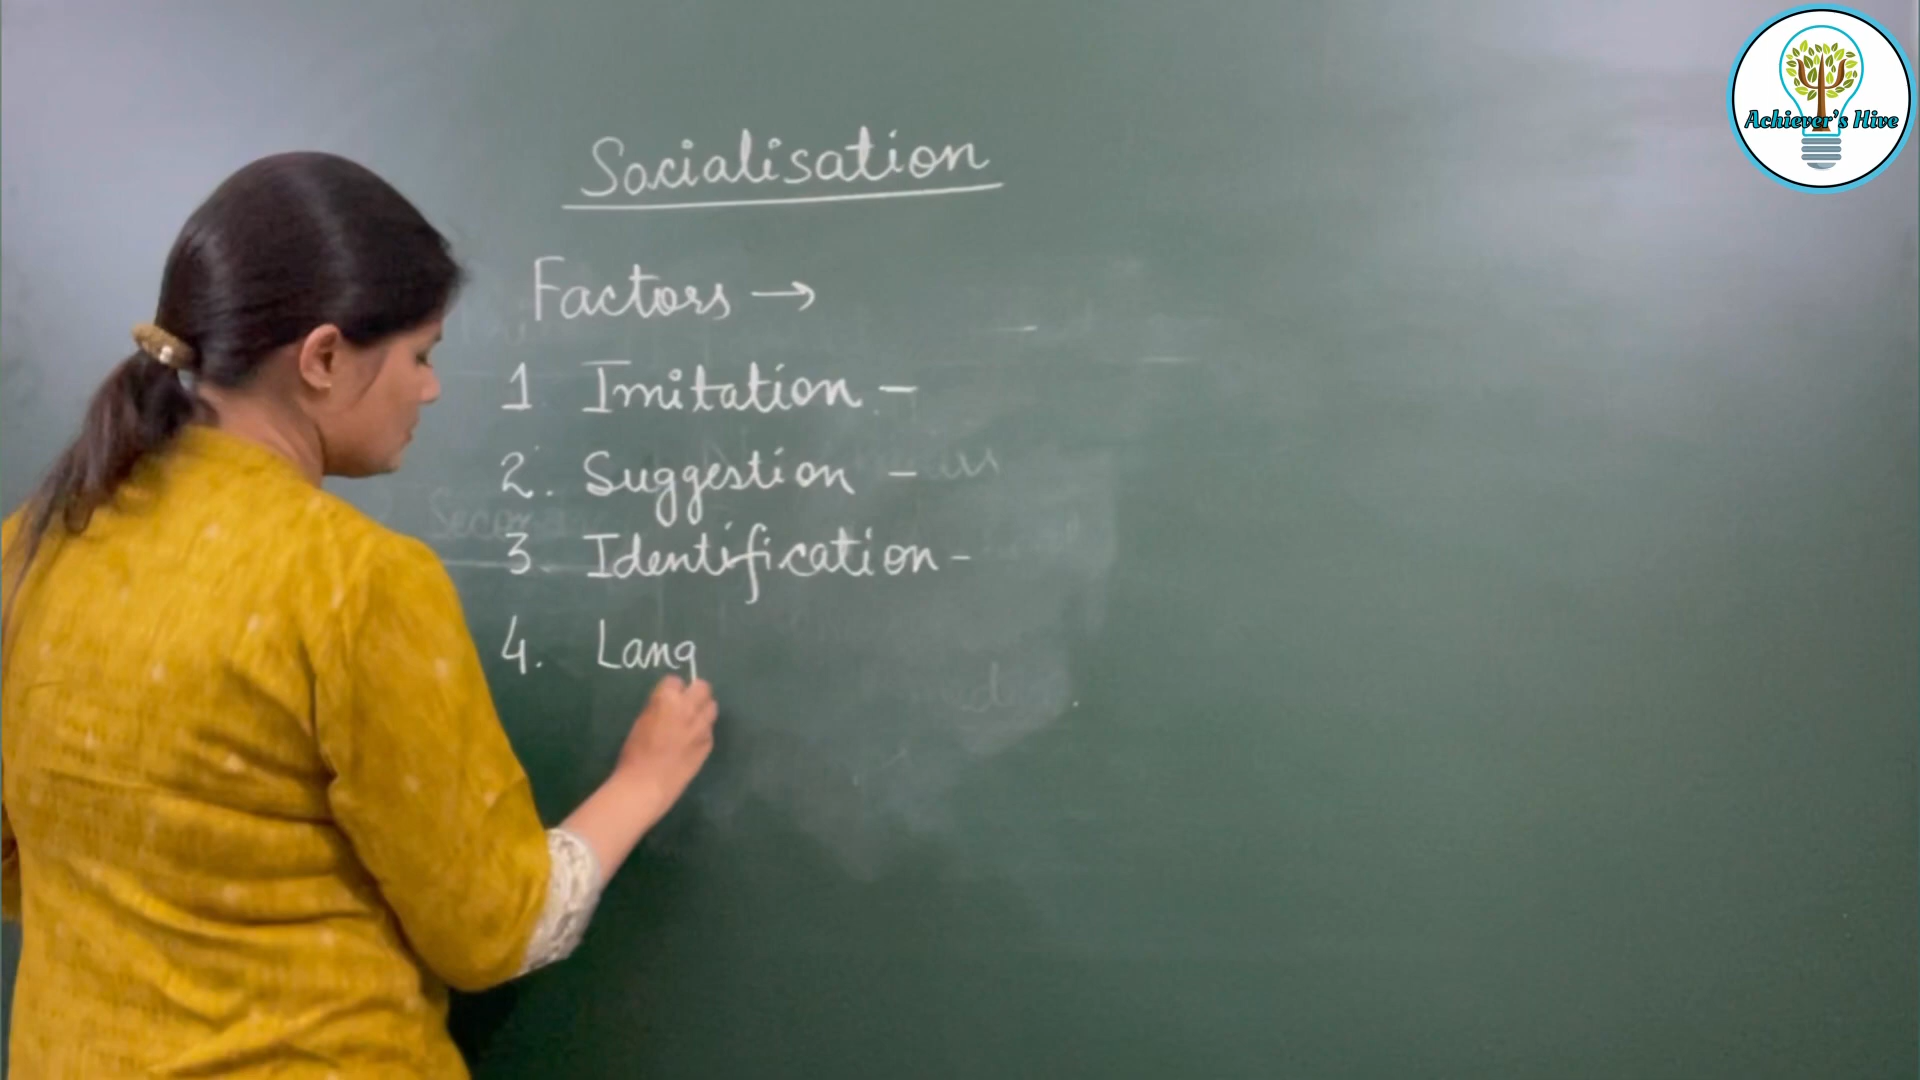 Socialisation
Factors →
1 Imitation -
2. Suggestion -
3. Identification -
4. Lang
Achiever's Hive